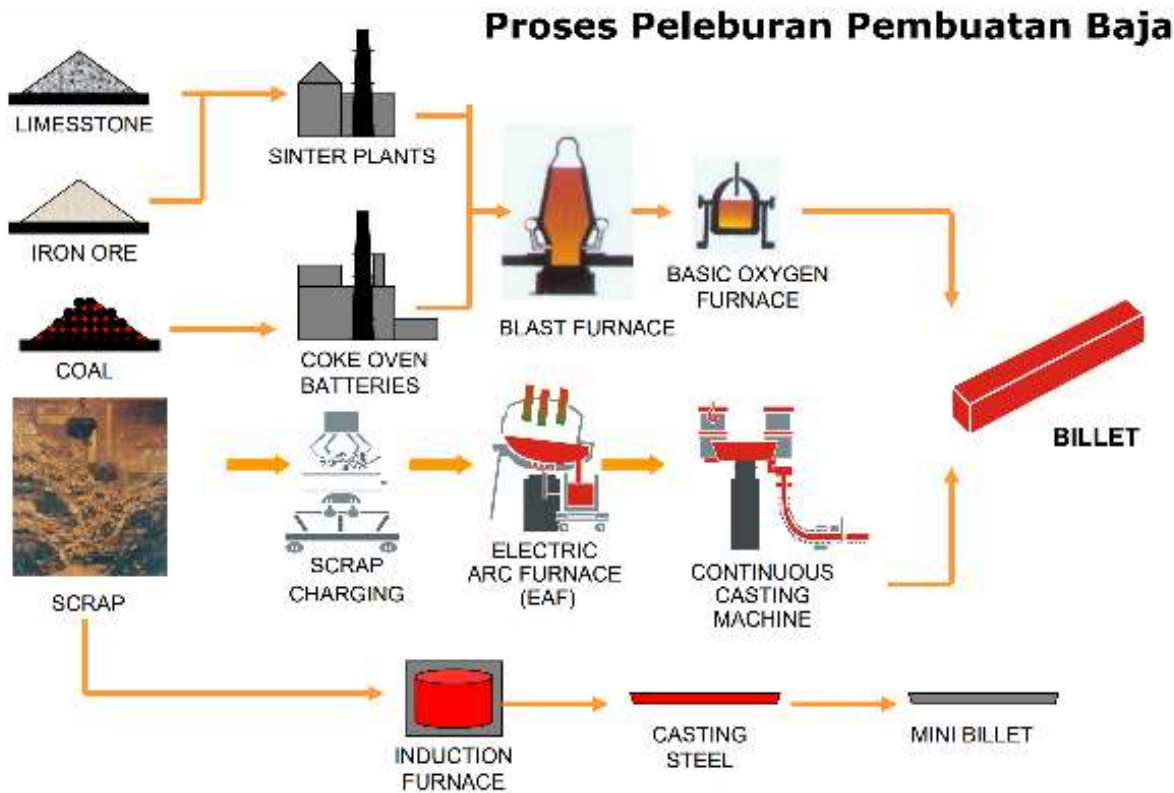 Proses Peleburan Pembuatan Baja
LIMESSTONE
SINTER PLANTS
IRON ORE
BASIC OXYGEN
FURNACE
BLAST FURNACE
COAL
COKE OVEN
BATTERIES
BILLET
SCRAP
SCRAP
CHARGING
ELECTRIC
ARC FURNACE
(EAF)
CONTINUOUS
CASTING
MACHINE
INDUCTION
FURNACE
CASTING
STEEL
MINI BILLET